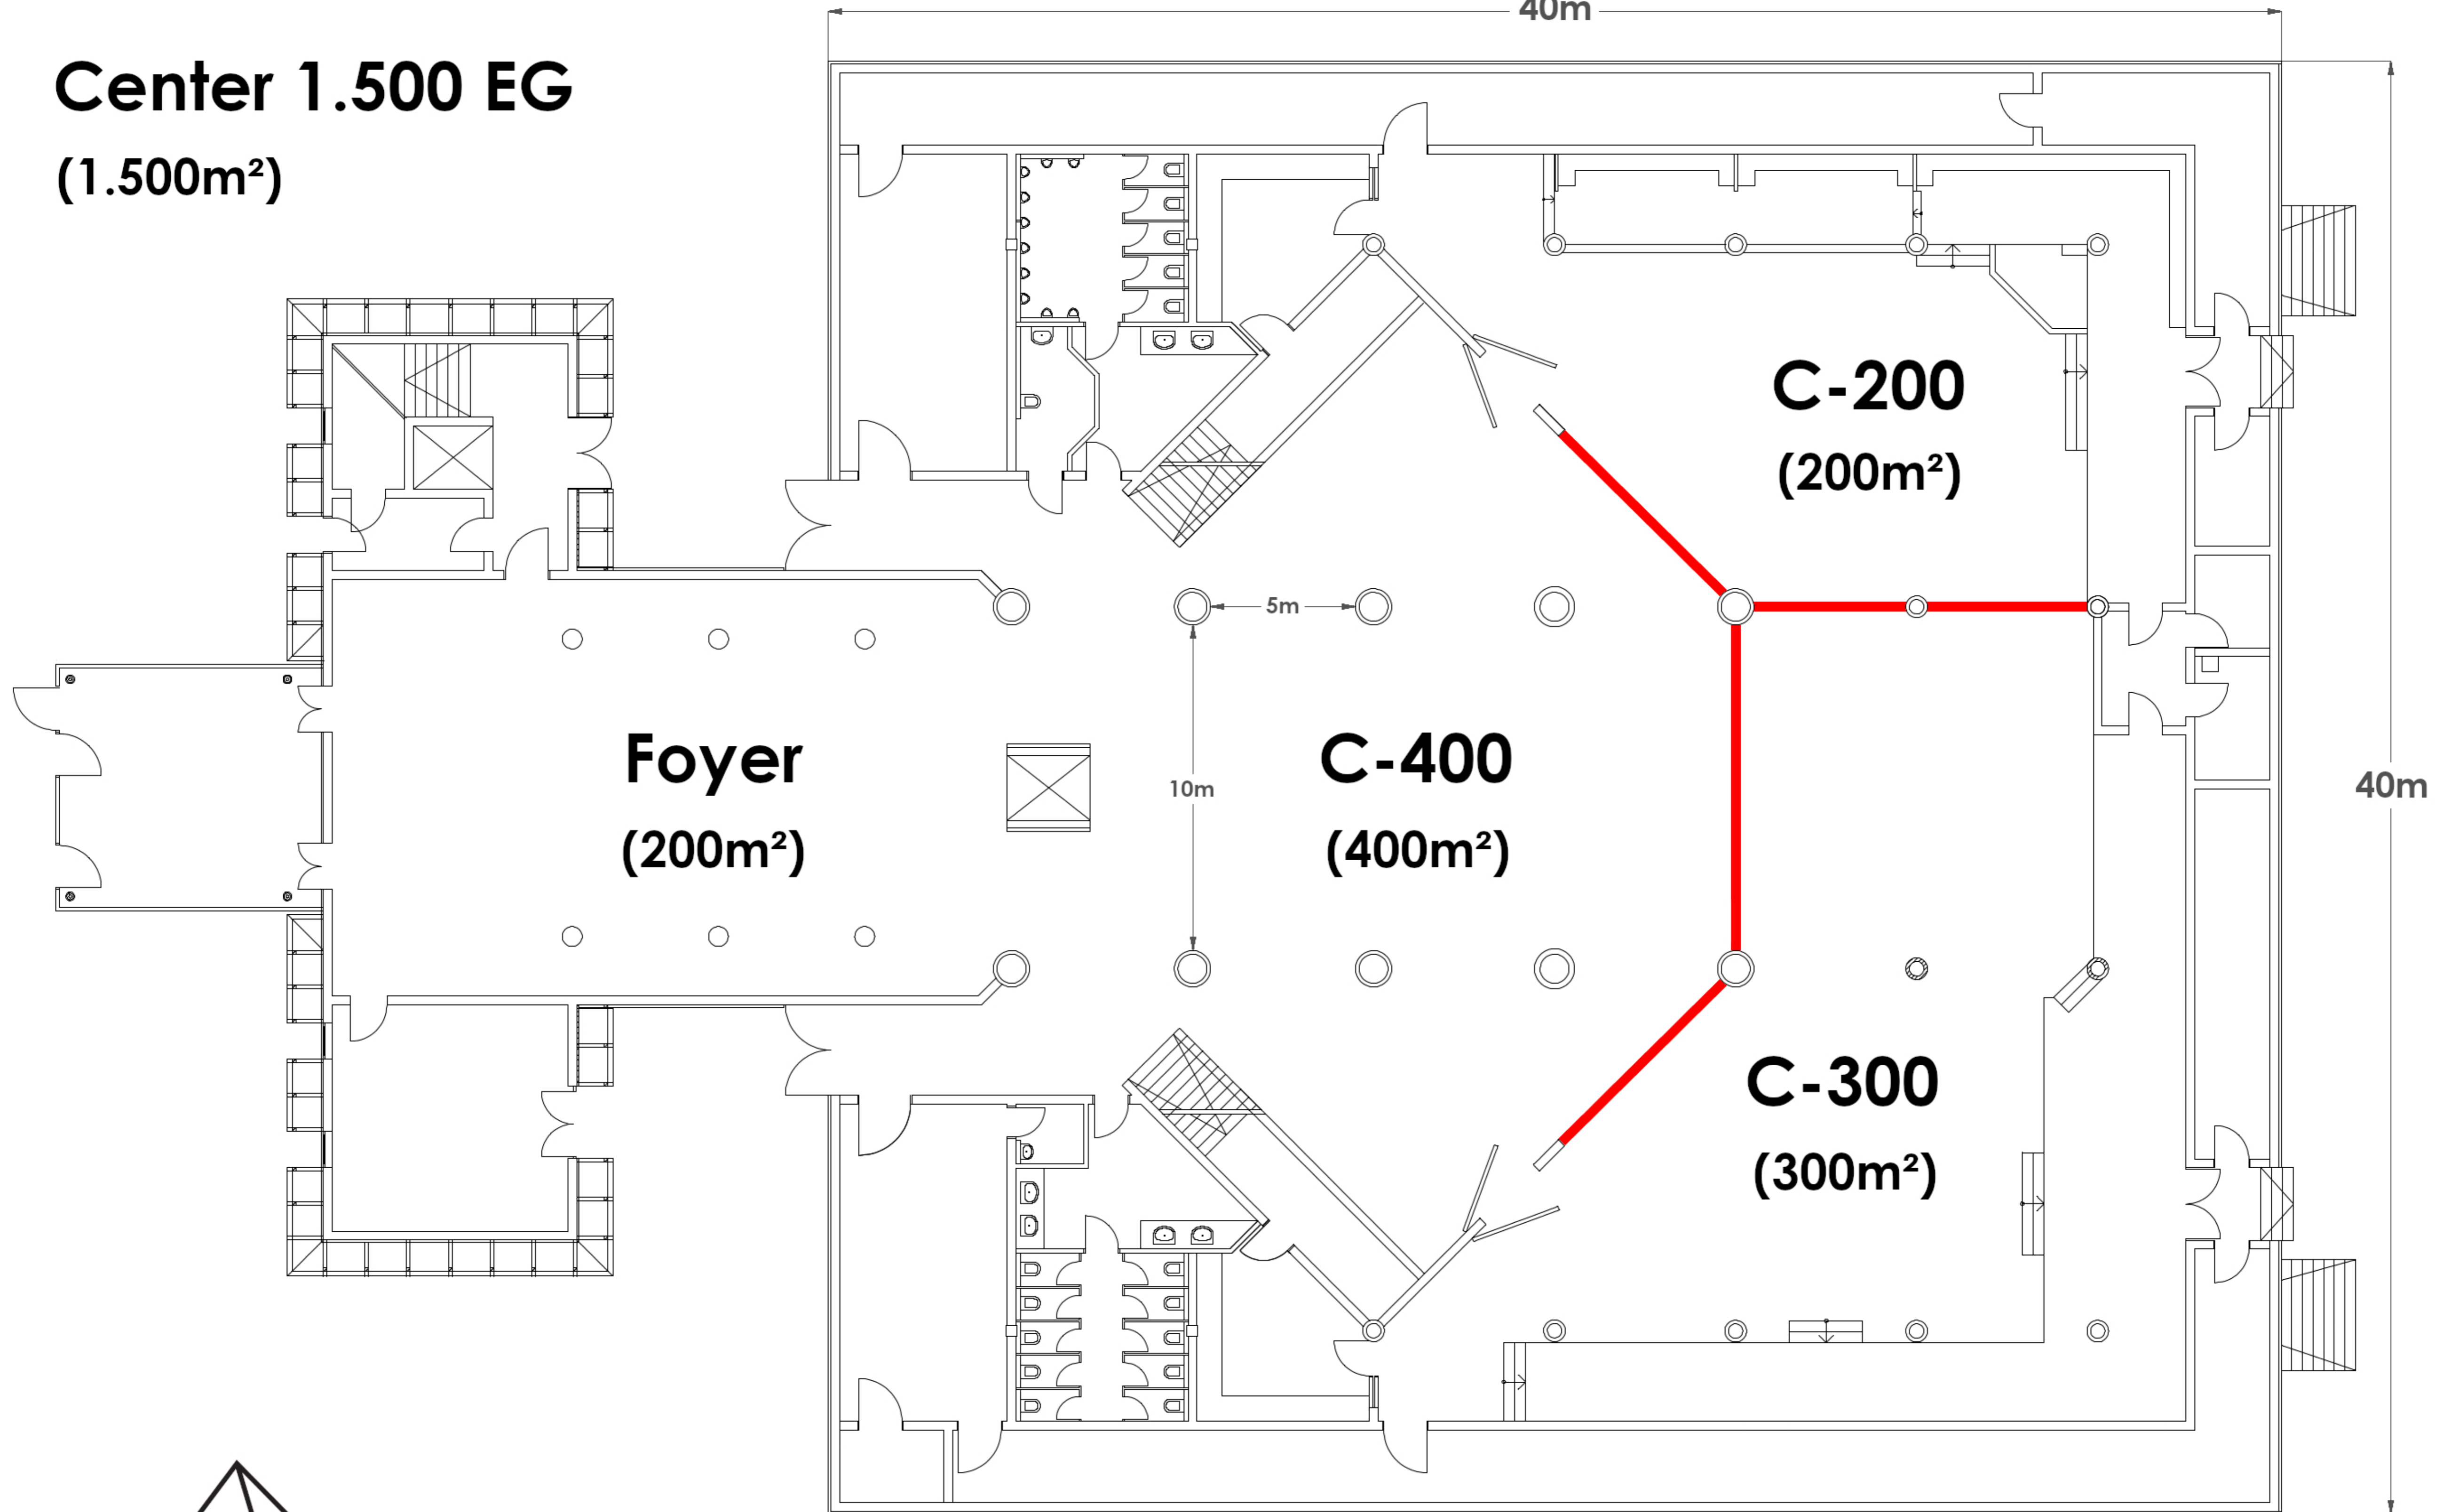 40m
Center 1.500 EG
(1.500m²)
C-200
(200m²)
5m
Foyer
(200m²)
10m
C-400
(400m²)
40m
C-300
(300m²)